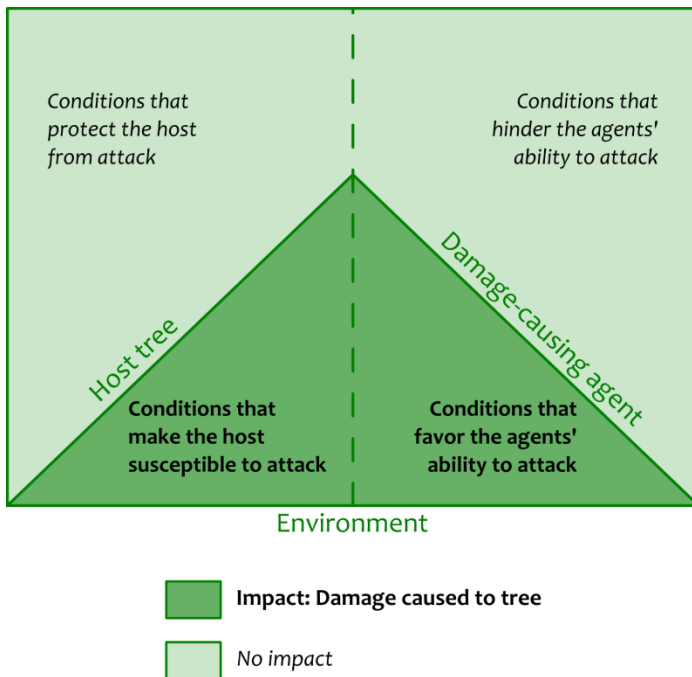 Conditions that
protect the host
from attack
Conditions that
hinder the agents'
ability to attack
Host tree
Damage-causing agent
Conditions that
make the host
susceptible to attack
Conditions that
favor the agents'
ability to attack
Environment
Impact: Damage caused to tree
No impact